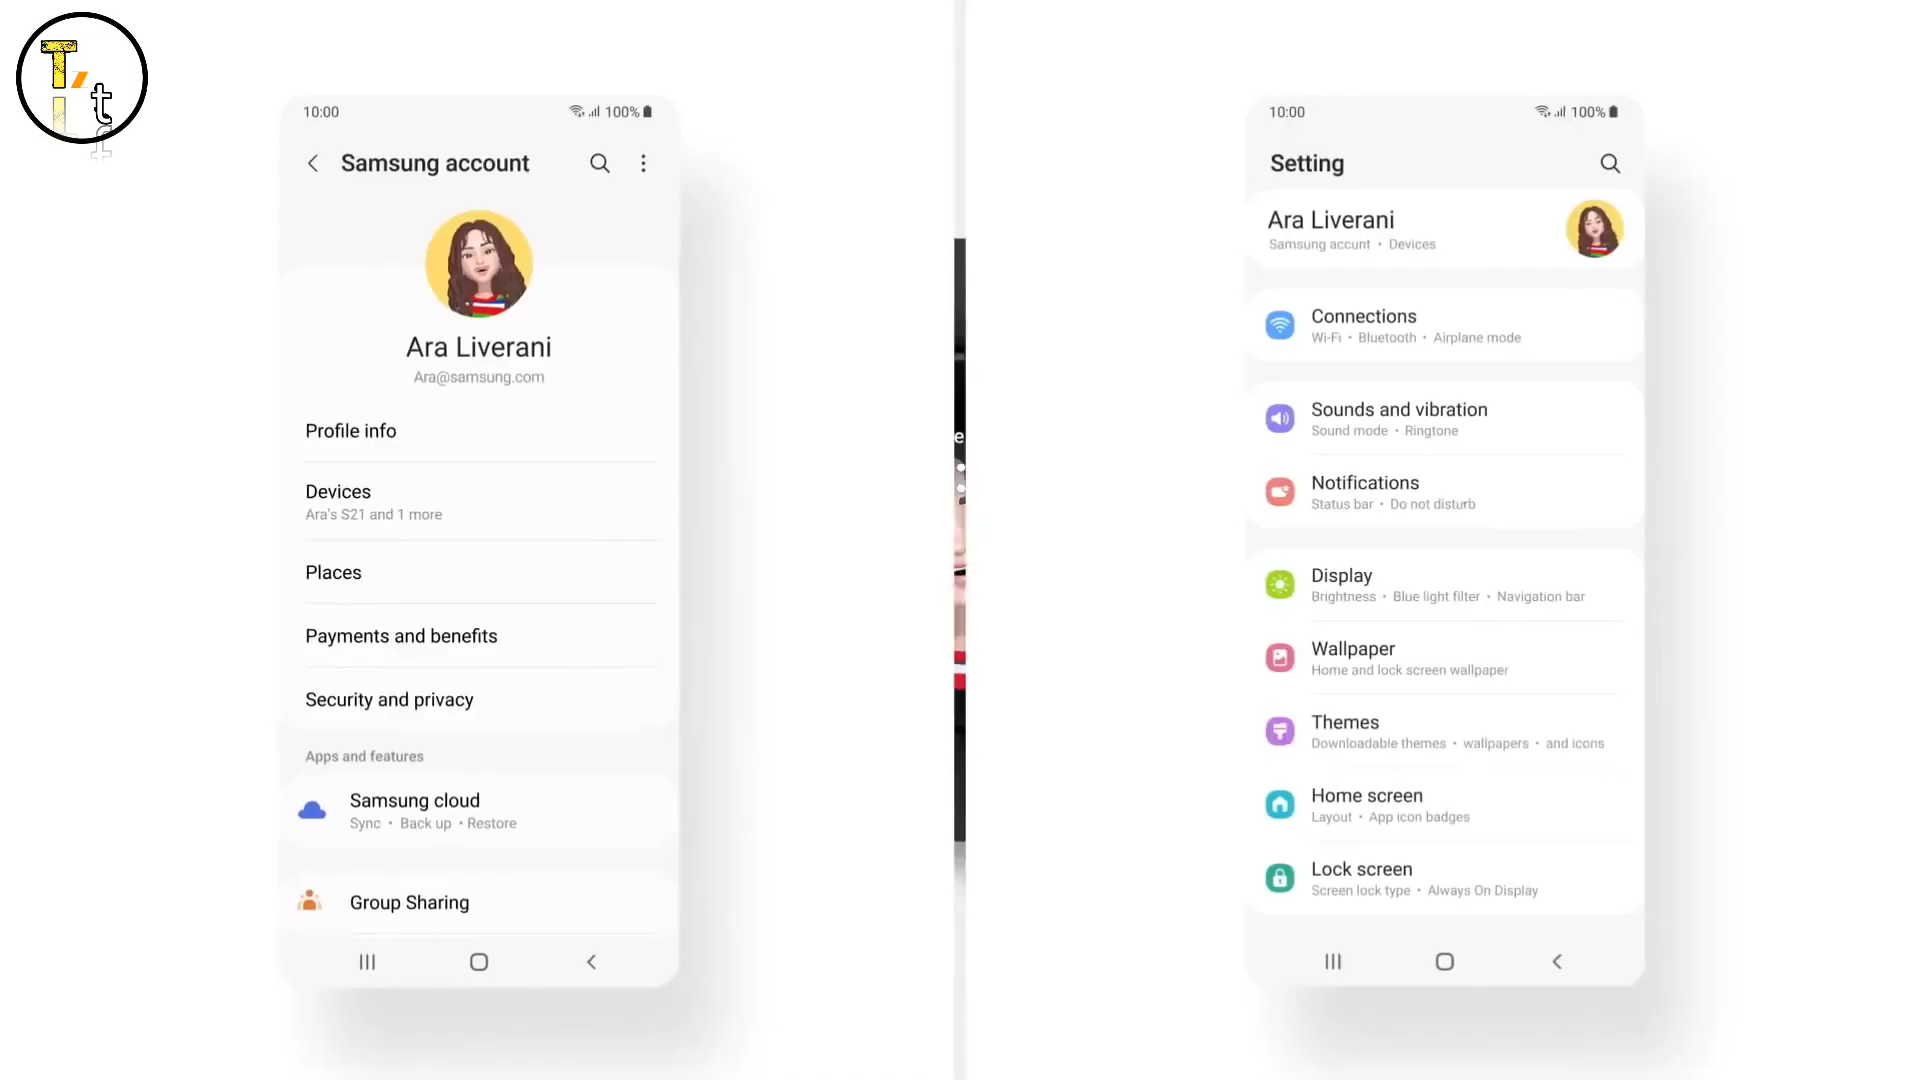 T't
10:00
100%
Samsung account
Ara Liverani
Ara@samsung.com
Profile info
Devices
Ara's S21 and 1 more
Places
Payments and benefits
Security and privacy
Apps and features
Samsung cloud
Sync • Back up • Restore
Group Sharing
e
10:00
100%
Setting
Ara Liverani
Samsung accunt • Devices
Connections
Wi-Fi • Bluetooth • Airplane mode
Sounds and vibration
Sound mode • Ringtone
Notifications
Status bar • Do not disturb
Display
Brightness • Blue light filter • Navigation bar
Wallpaper
Home and lock screen wallpaper
Themes
Downloadable themes • wallpapers • and icons
Home screen
Layout • App icon badges
Lock screen
Screen lock type • Always On Display